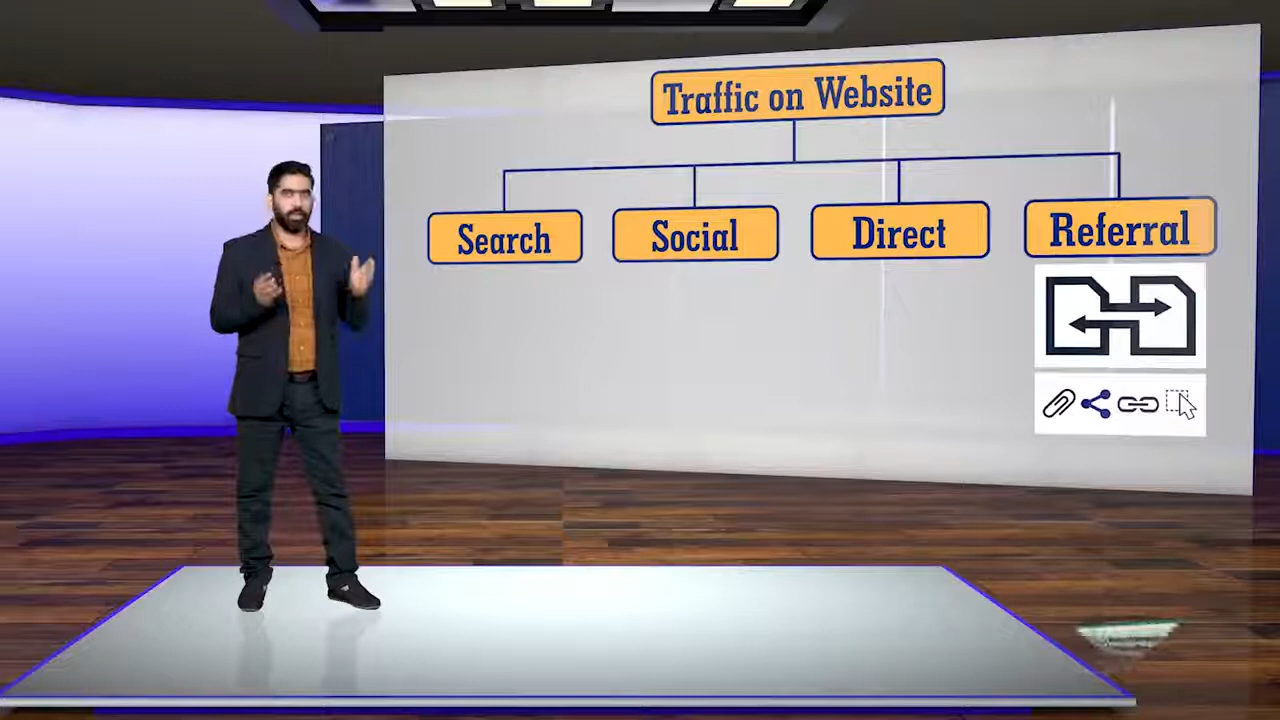 Traffic on Website
Search
Social
Direct
Referral